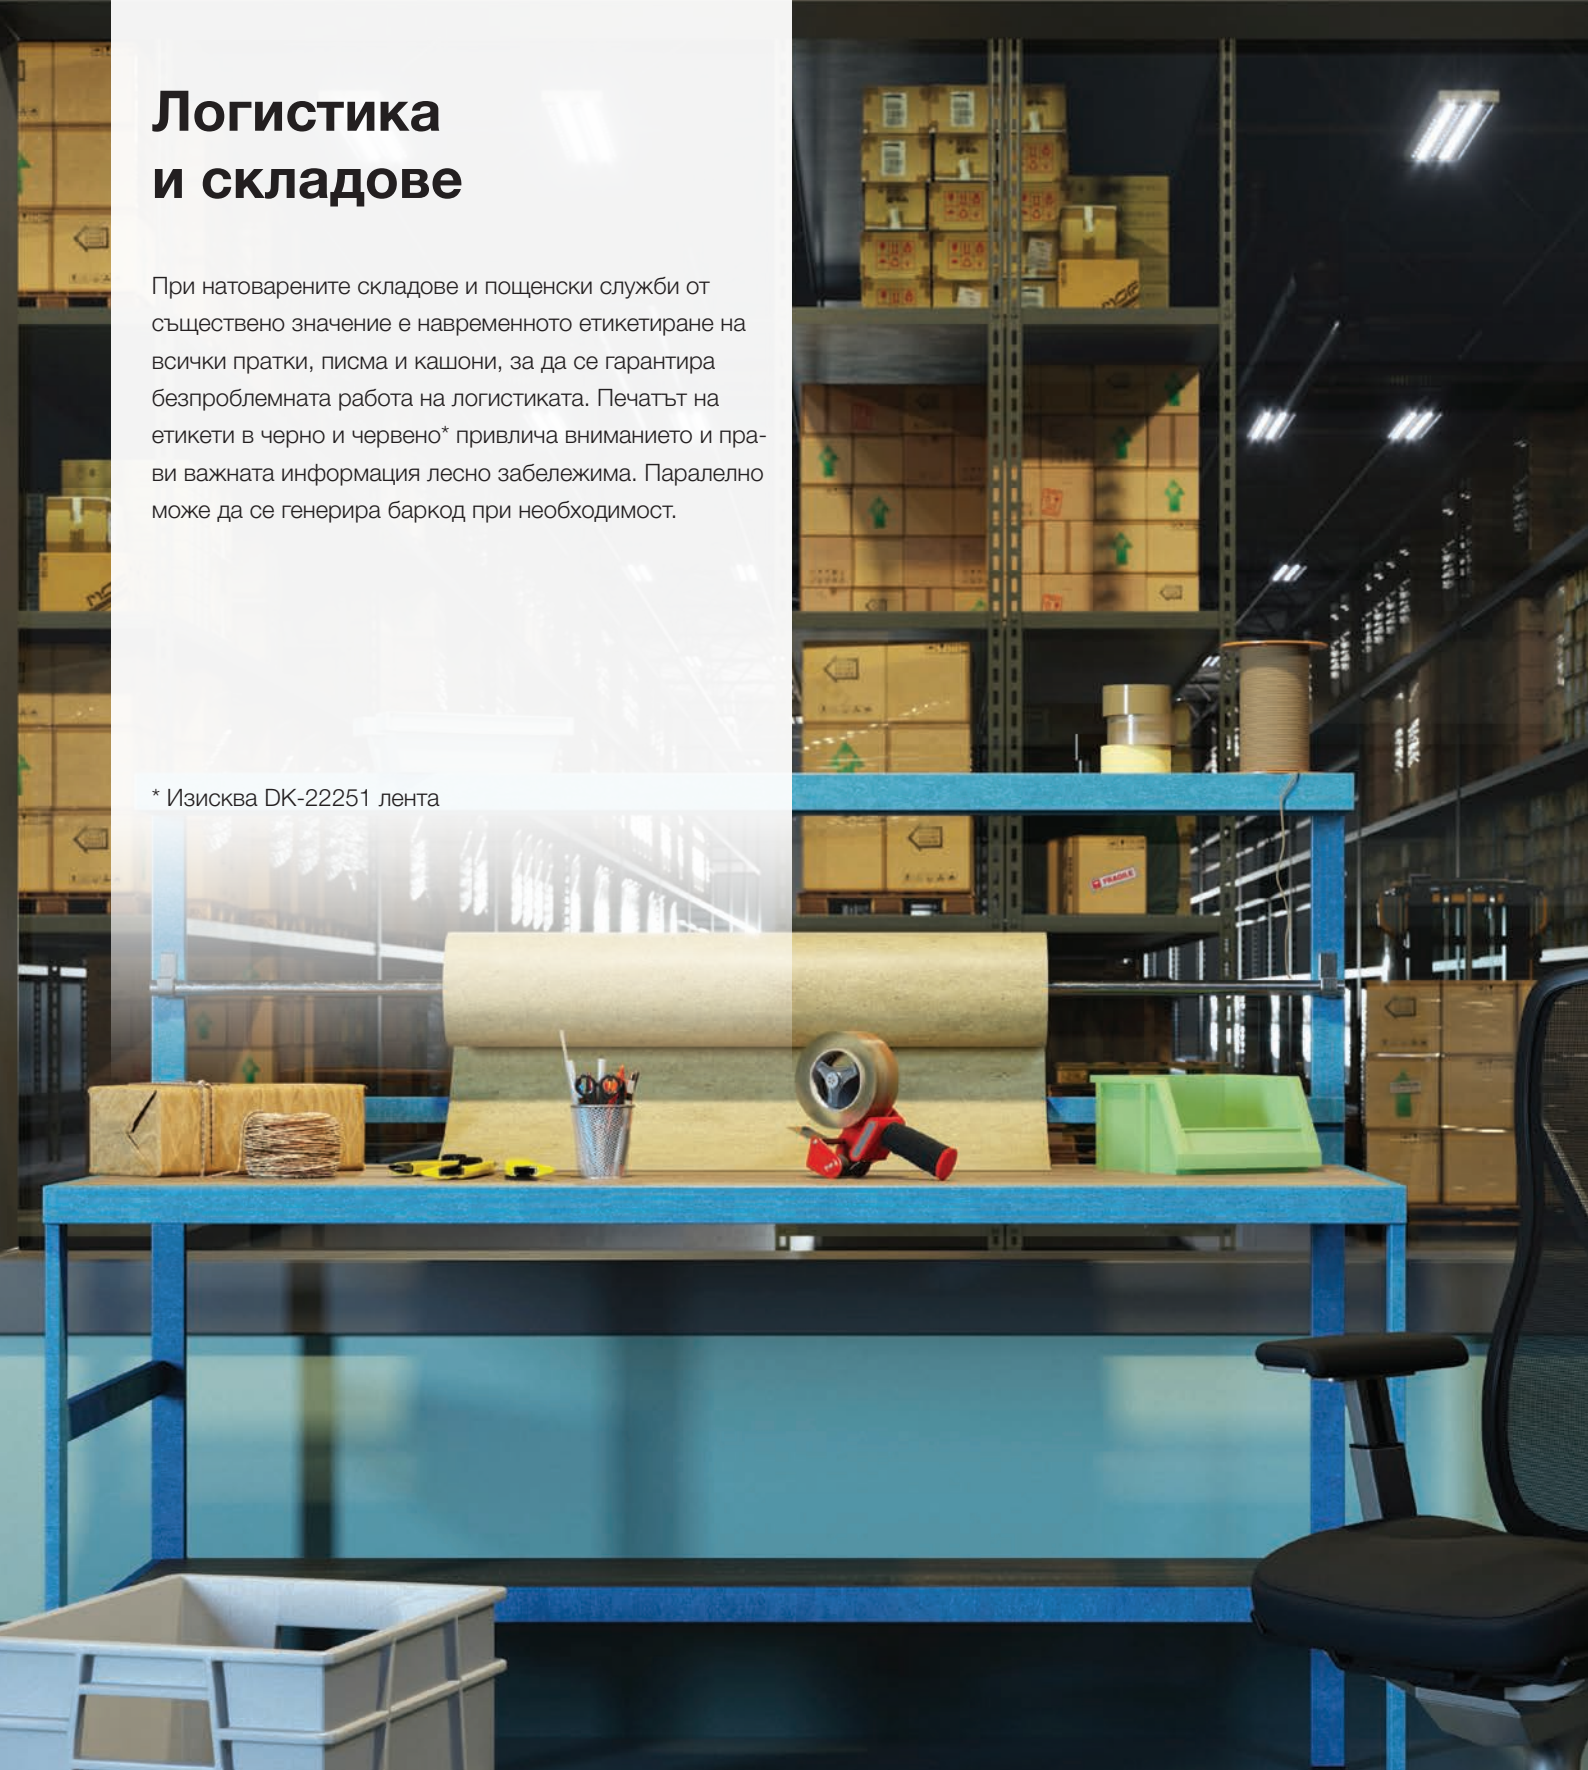 Логистика
и складове
При натоварените складове и пощенски служби от
съществено значение е навременното етикетиране на
всички пратки, писма и кашони, за да се гарантира
безпроблемната работа на логистиката. Печатът на
етикети в черно и червено* привлича вниманието и пра-
ви важната информация лесно забележима. Паралелно
може да се генерира баркод при необходимост.
* Изисква DK-22251 лента
FRAGILE